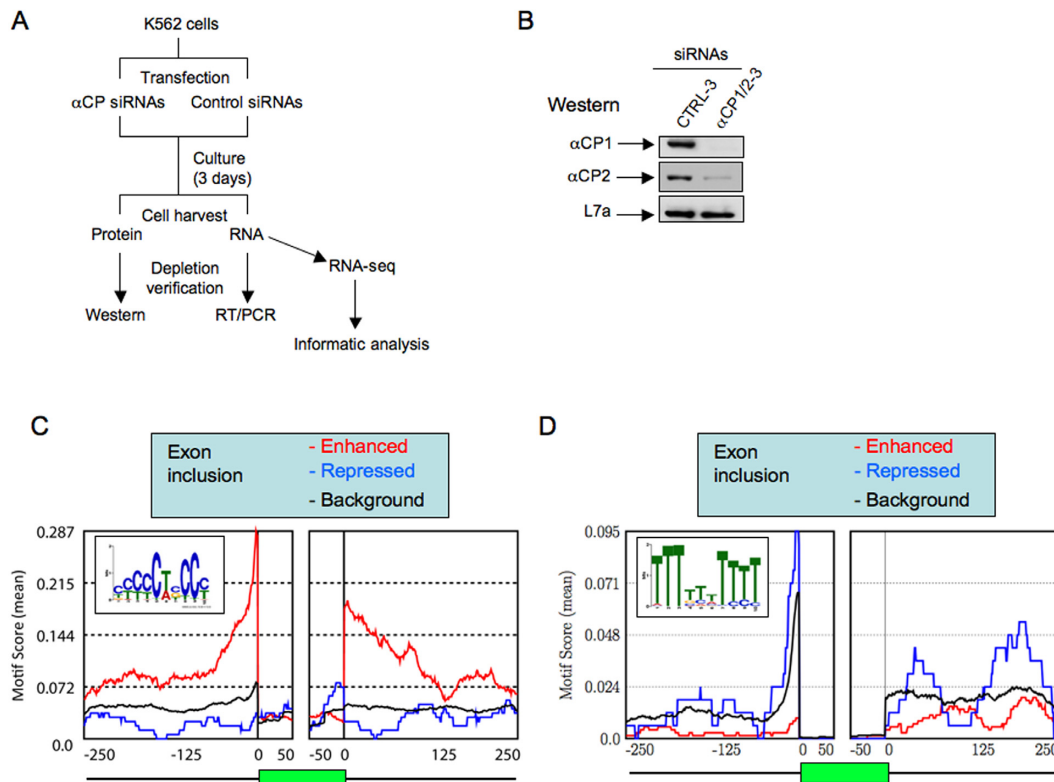 A
K562 cells
Transfection
αCP siRNAs
Control siRNAs
Culture
(3 days)
Cell harvest
Protein
RNA
RNA-seq
Depletion
verification
Western
RT/PCR
Informatic analysis
B
siRNAs
Western
CTRL-3
αCP1/2-3
αCP1
αCP2
L7a
C
Exon
inclusion
- Enhanced
- Repressed
- Background
Motif Score (mean)
0.287
0.215
0.144
0.072
0.0
-250
-125
0
50
-50
0
125
250
D
Exon
inclusion
- Enhanced
- Repressed
- Background
Motif Score (mean)
0.095
0.071
0.048
0.024
0.0
-250
-125
0
50
-50
0
125
250